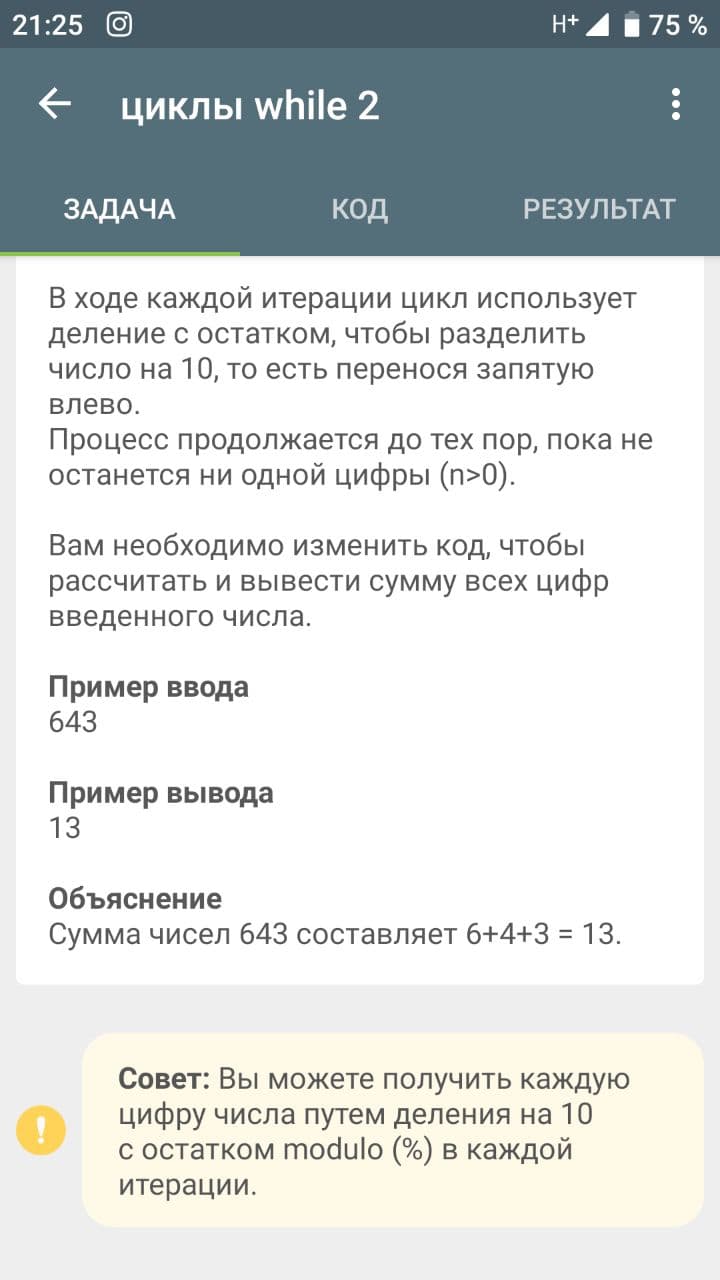 21:25 H+ 75 %
циклы while 2
ЗАДАЧА КОД РЕЗУЛЬТАТ
В ходе каждой итерации цикл использует
деление с остатком, чтобы разделить
число на 10, то есть перенося запятую
влево.
Процесс продолжается до тех пор, пока не
останется ни одной цифры (n>0).
Вам необходимо изменить код, чтобы
рассчитать и вывести сумму всех цифр
введенного числа.
Пример ввода
643
Пример вывода
13
Объяснение
Сумма чисел 643 составляет 6+4+3 = 13.
Совет: Вы можете получить каждую
цифру числа путем деления на 10
с остатком modulo (%) в каждой
итерации.